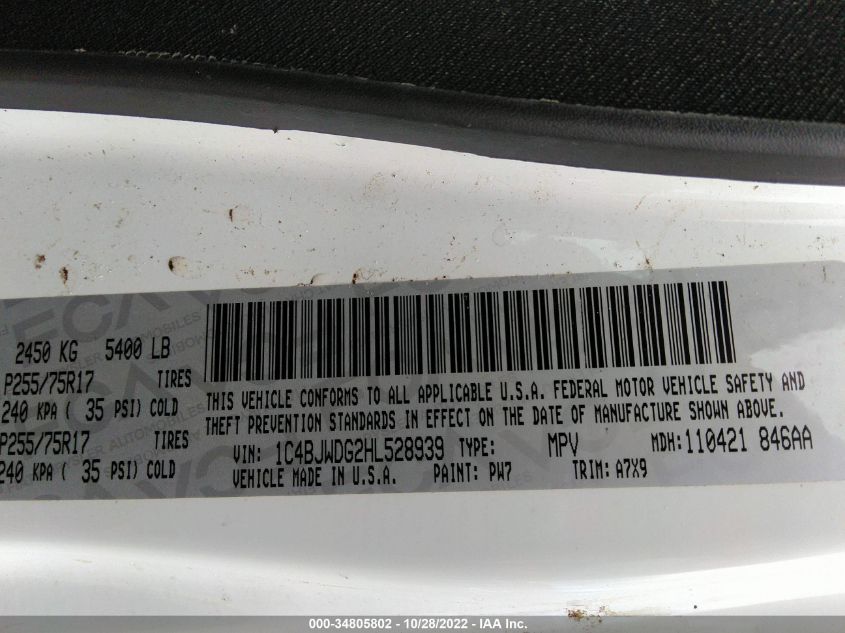 2450 KG 5400 LB
P255/75R17 TIRES
240 KPA ( 35 PSI) COLD
P255/75R17 TIRES
240 KPA ( 35 PSI) COLD
THIS VEHICLE CONFORMS TO ALL APPLICABLE U.S.A. FEDERAL MOTOR VEHICLE SAFETY AND
THEFT PREVENTION STANDARDS IN EFFECT ON THE DATE OF MANUFACTURE SHOWN ABOVE.
VIN: 1C4BJWDG2HL528939 TYPE: MPV MDH: 110421 846AA
VEHICLE MADE IN U.S.A. PAINT: PW7 TRIM: A7X9
000-34805802 - 10/28/2022 - IAA Inc.